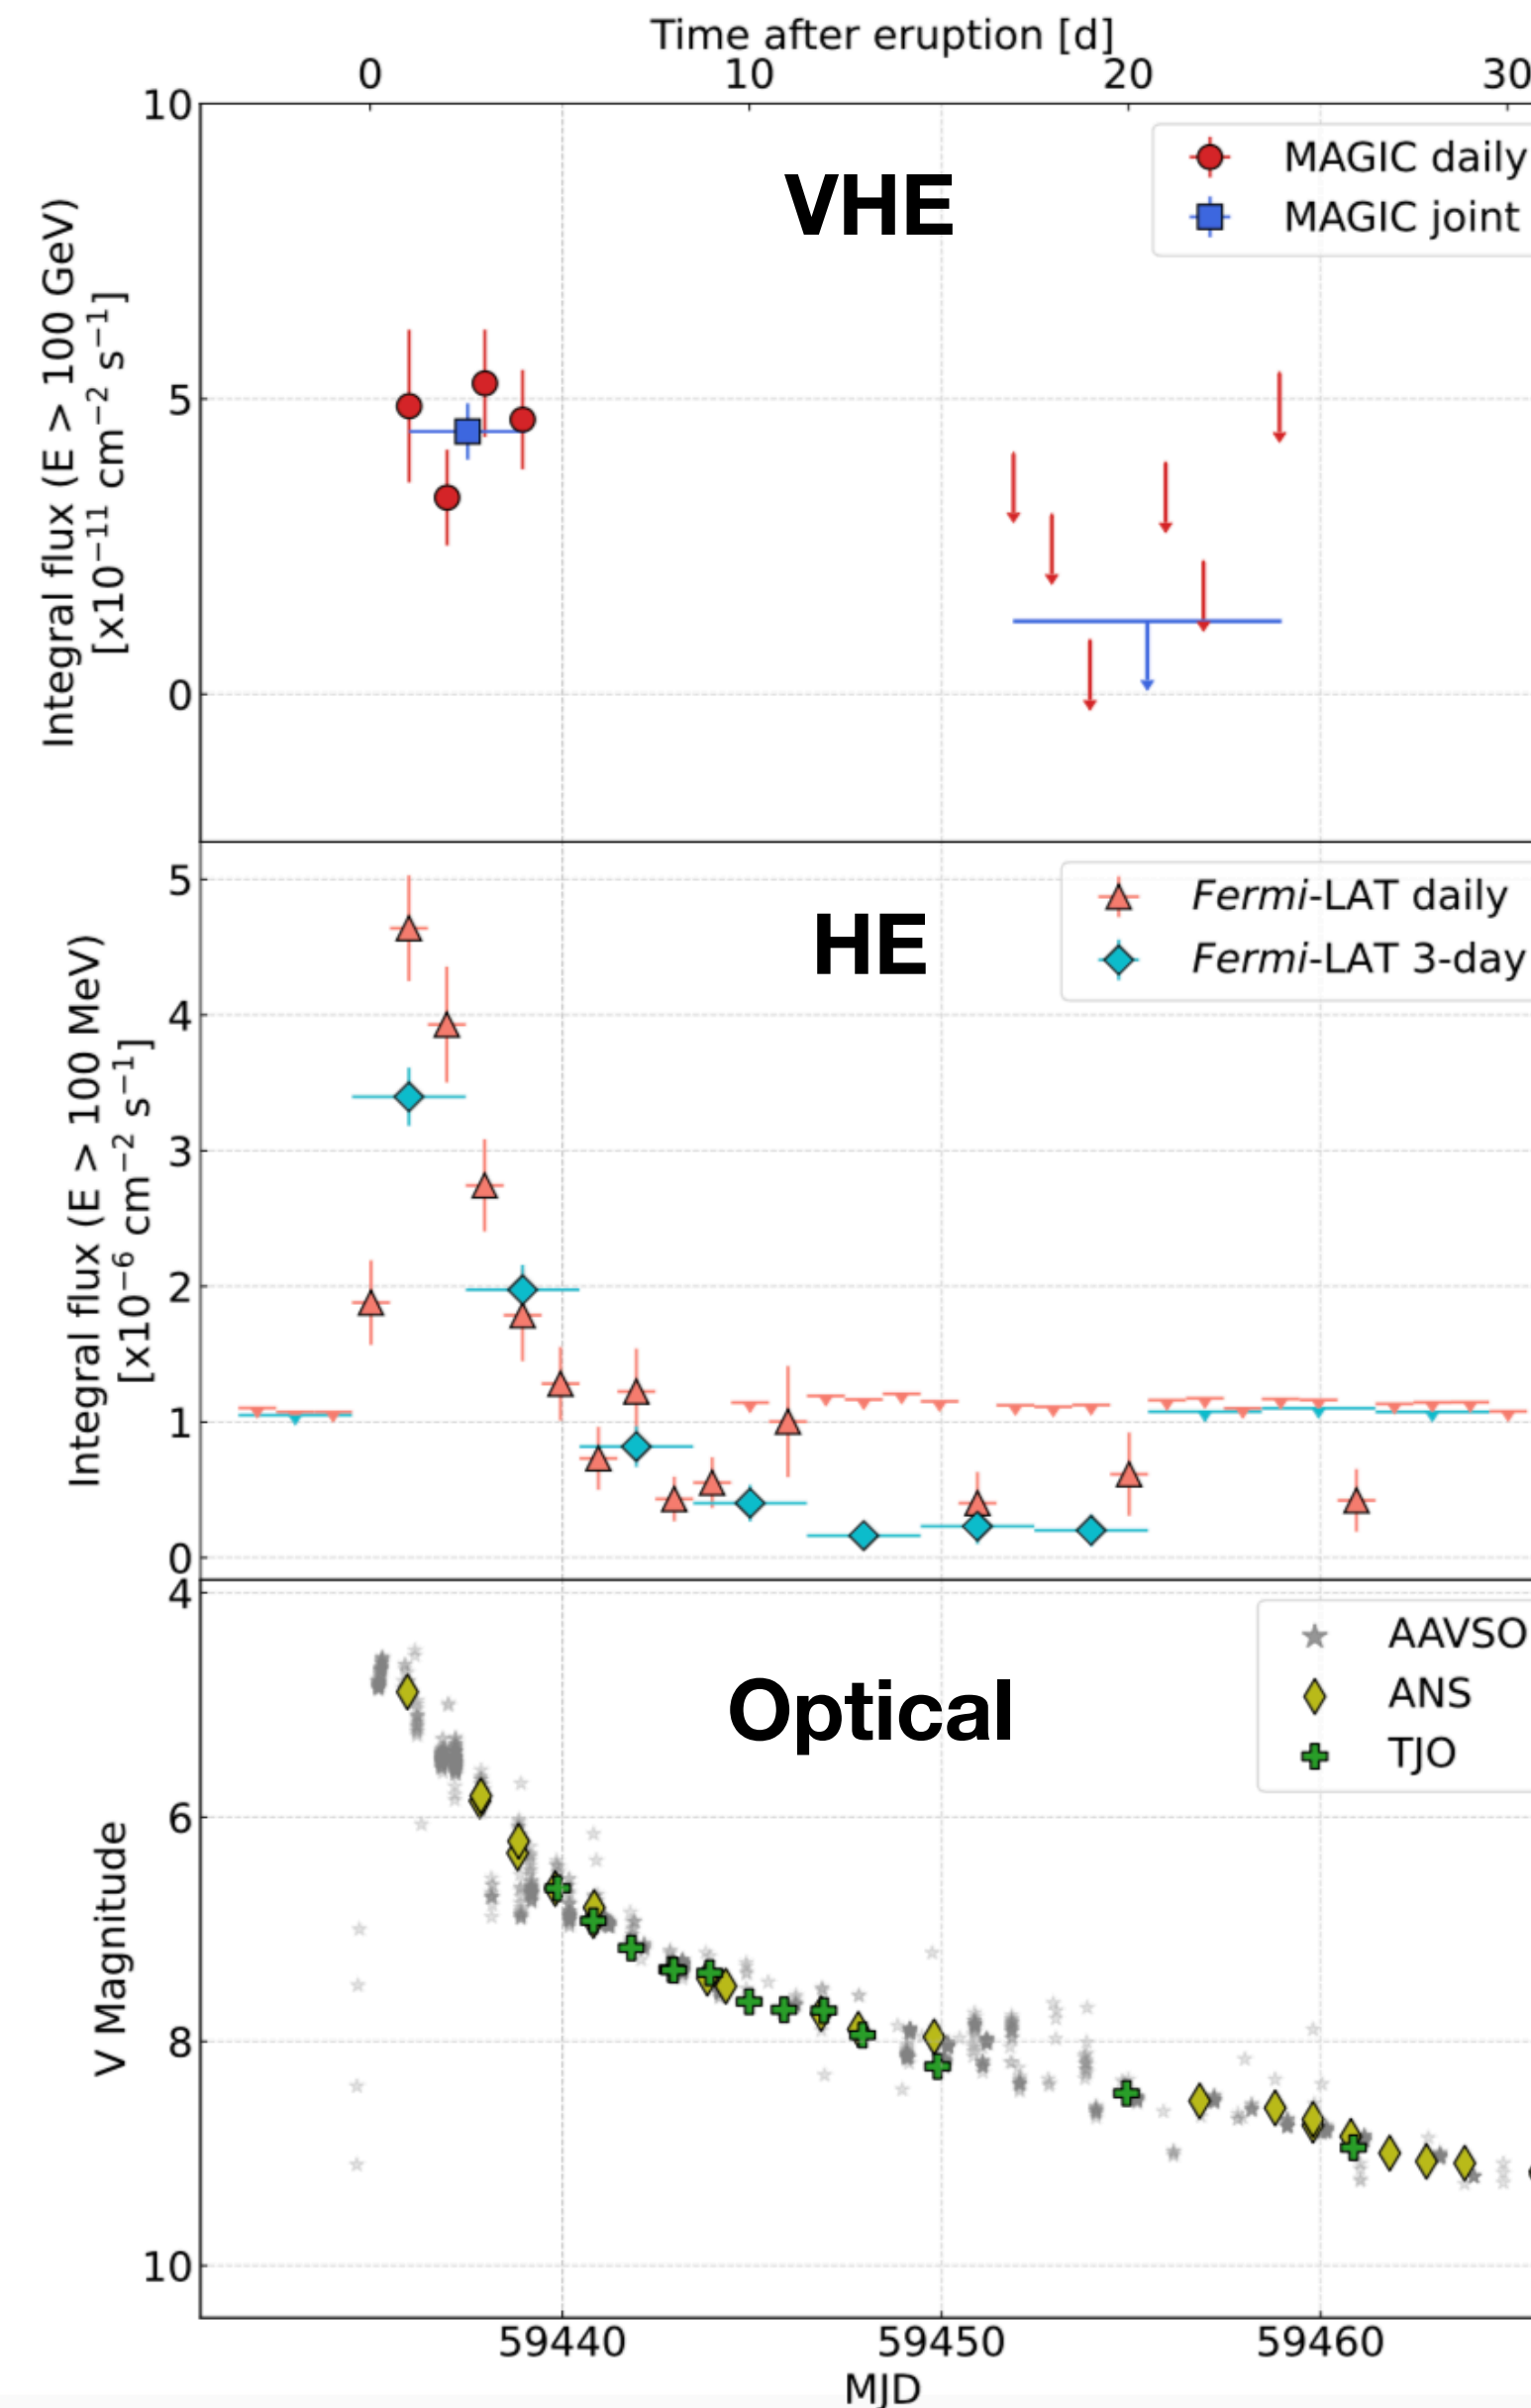 Time after eruption [d]
0 10 20 30
10
5
0
Integral flux (E > 100 GeV)
[x10⁻¹¹ cm⁻² s⁻¹]
VHE
MAGIC daily
MAGIC joint
5
4
3
2
1
0
Integral flux (E > 100 MeV)
[x10⁻⁶ cm⁻² s⁻¹]
HE
Fermi-LAT daily
Fermi-LAT 3-day
4
6
8
10
V Magnitude
Optical
AAVSO
ANS
TJO
59440 59450 59460
MJD